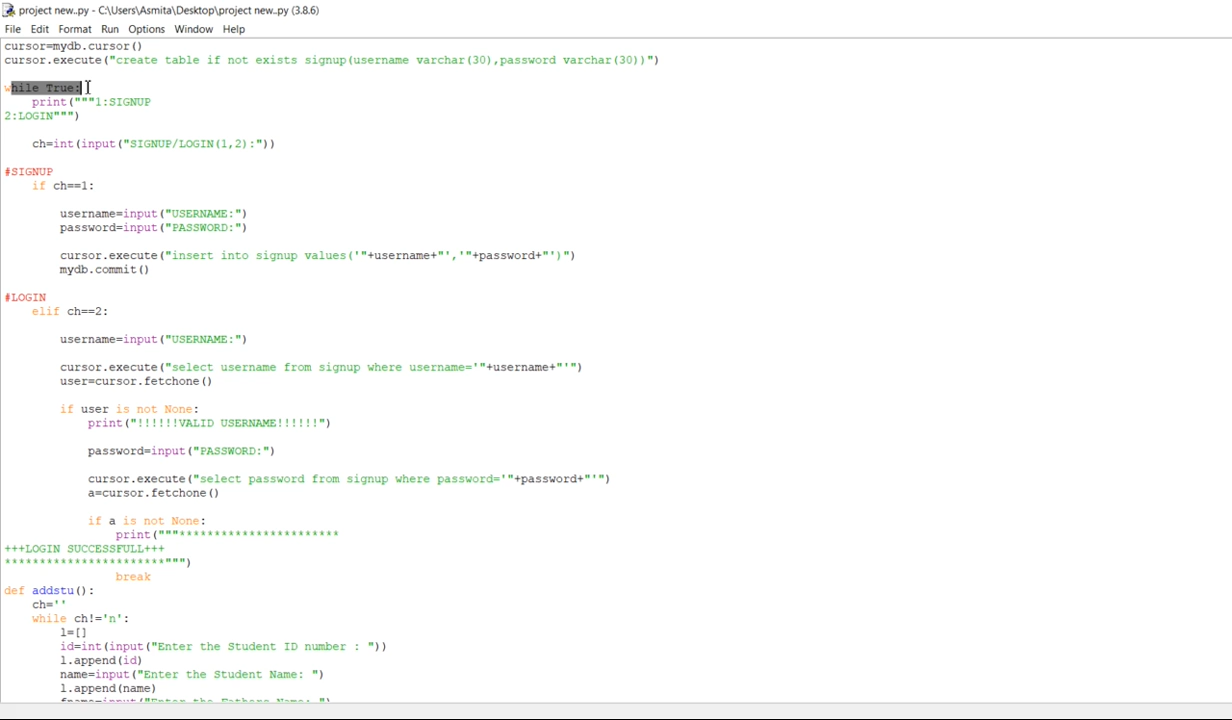 project new..py - C:\Users\Asmita\Desktop\project new..py (3.8.6)
File Edit Format Run Options Window Help
cursor=mydb.cursor()
cursor.execute("create table if not exists signup(username varchar(30),password varchar(30))")
while True:
    print("""1:SIGNUP
2:LOGIN""")
    ch=int(input("SIGNUP/LOGIN(1,2):"))
#SIGNUP
    if ch==1:
        username=input("USERNAME:")
        password=input("PASSWORD:")
        cursor.execute("insert into signup values('"+username+"','"+password+"')")
        mydb.commit()
#LOGIN
    elif ch==2:
        username=input("USERNAME:")
        cursor.execute("select username from signup where username='"+username+"'")
        user=cursor.fetchone()
        if user is not None:
            print("!!!!!!VALID USERNAME!!!!!!")
            password=input("PASSWORD:")
            cursor.execute("select password from signup where password='"+password+"'")
            a=cursor.fetchone()
            if a is not None:
                print("""***********************
+++LOGIN SUCCESSFULL+++
***********************""")
                break
def addstu():
    ch=''
    while ch!='n':
        l=[]
        id=int(input("Enter the Student ID number : "))
        l.append(id)
        name=input("Enter the Student Name: ")
        l.append(name)
        fname=input("Enter the Fathers Name: ")